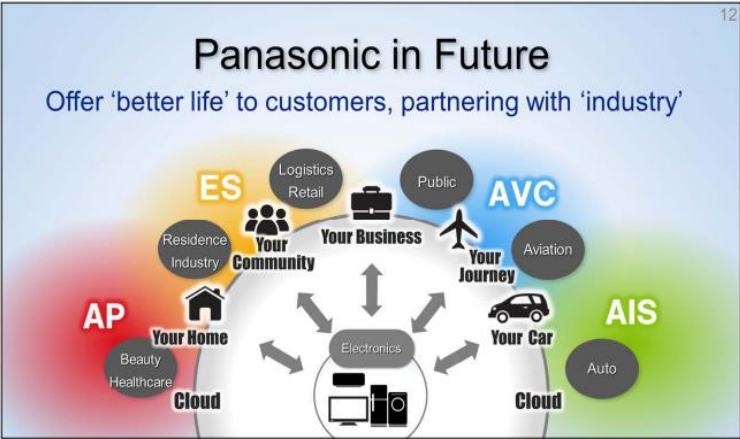 12
Panasonic in Future
Offer ‘better life’ to customers, partnering with ‘industry’
Logistics
Retail
Public
ES
AVC
Residence
Industry
Your
Community
Your Business
Your
Journey
Aviation
AP
Your Home
Electronics
Your Car
AIS
Beauty
Healthcare
Auto
Cloud
Cloud